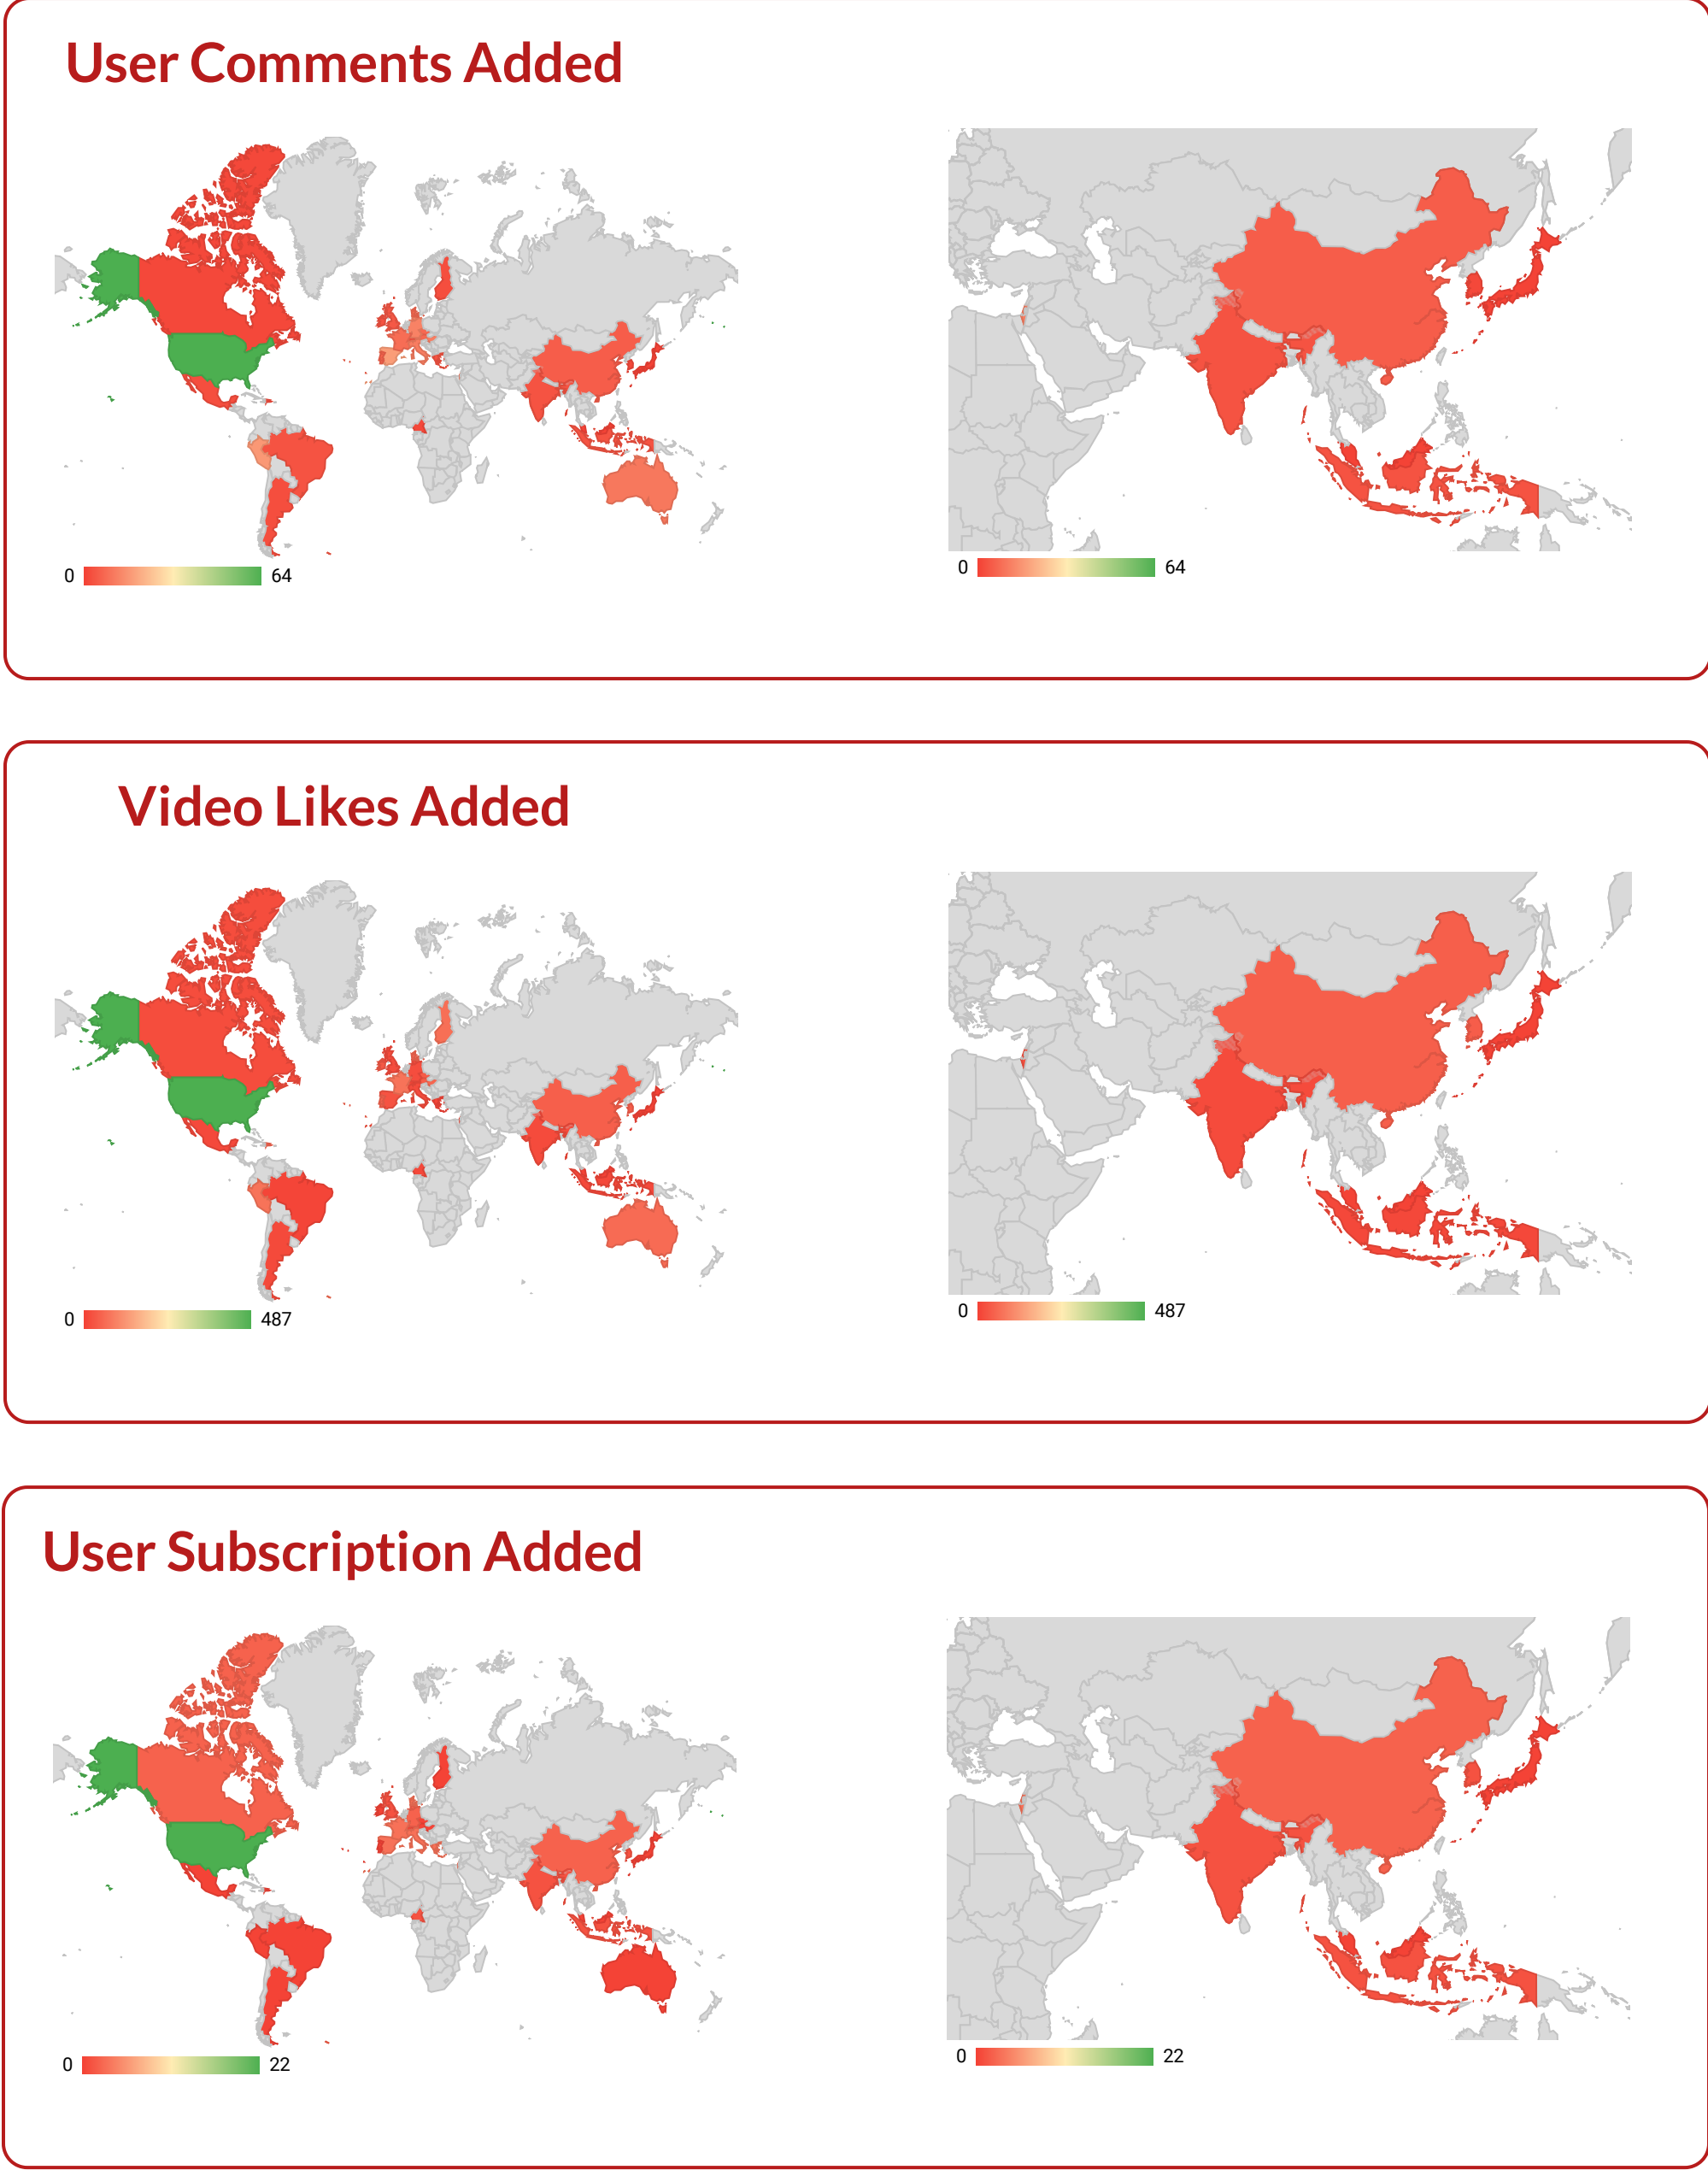 User Comments Added
0 64
0 64
Video Likes Added
0 487
0 487
User Subscription Added
0 22
0 22